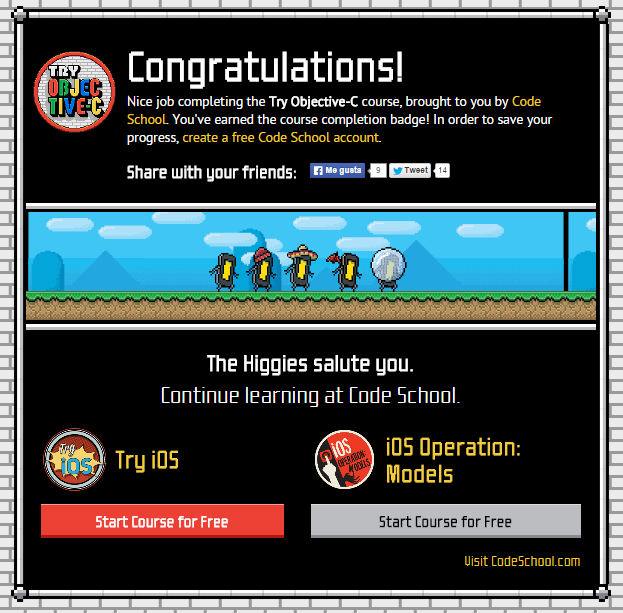 TRY
OBJEC
TIVE-C
Congratulations!
Nice job completing the Try Objective-C course, brought to you by Code
School. You've earned the course completion badge! In order to save your
progress, create a free Code School account.
Share with your friends: Me gusta 9 Tweet 14
The Higgies salute you.
Continue learning at Code School.
Try
iOS
Try iOS
iOS
OPERATION
MODELS
iOS Operation:
Models
Start Course for Free
Start Course for Free
Visit CodeSchool.com